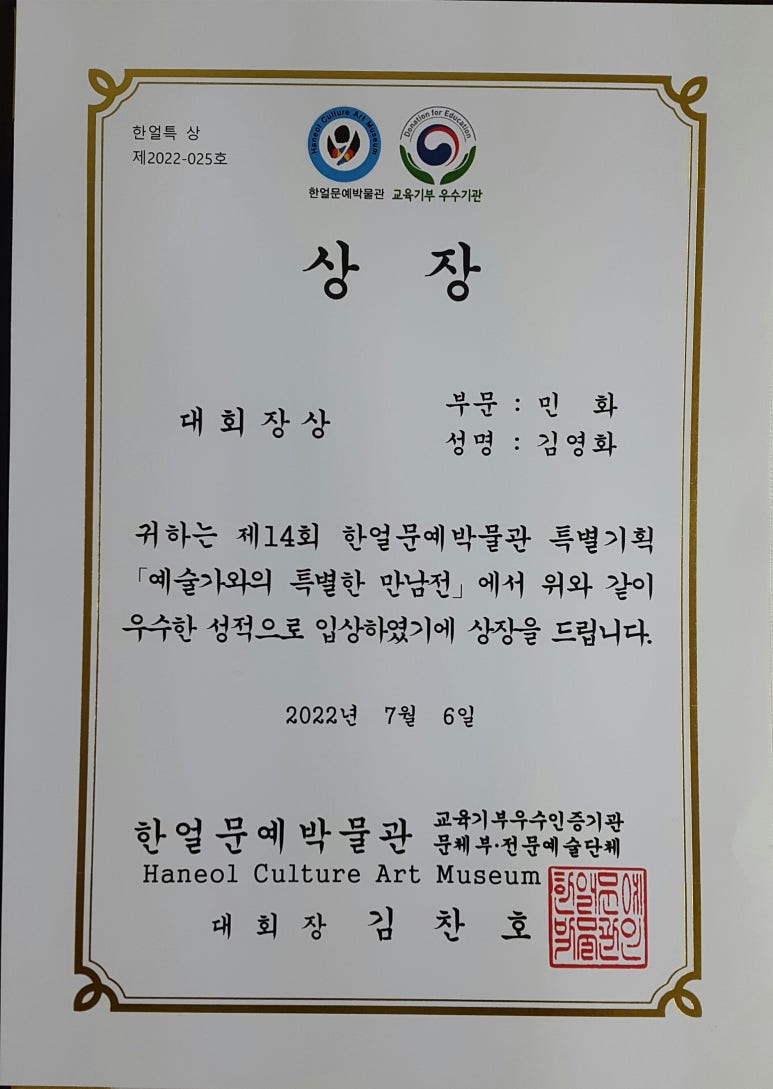 한얼특 상
제2022-025호
Haneol Culture Art Museum
Donation for Education
한얼문예박물관 교육기부 우수기관
상 장
대 회 장 상
부문 : 민 화
성명 : 김영화
귀하는 제14회 한얼문예박물관 특별기획
「예술가와의 특별한 만남전」에서 위와 같이
우수한 성적으로 입상하였기에 상장을 드립니다.
2022년 7월 6일
한얼문예박물관
교육기부우수인증기관
문체부·전문예술단체
Haneol Culture Art Museum
대 회 장 김 찬 호
한얼문예
박물관인